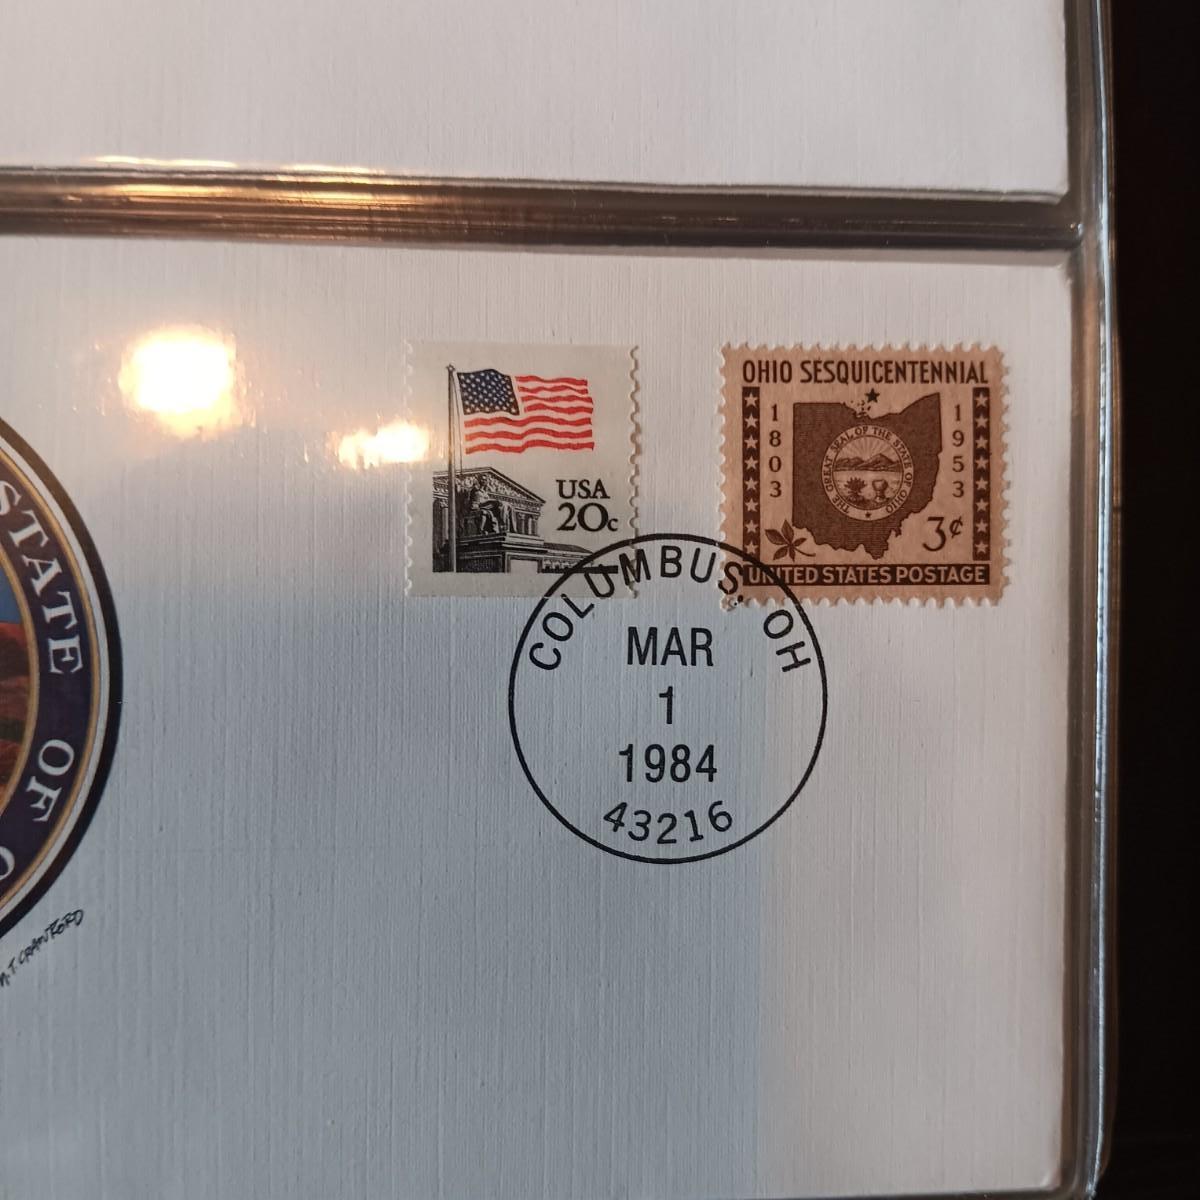 STATE OF O
M.T. CRAWFORD
USA
20c
OHIO SESQUICENTENNIAL
1803
1953
THE GREAT SEAL OF THE STATE OF OHIO
3¢
UNITED STATES POSTAGE
COLUMBUS, OH
MAR
1
1984
43216